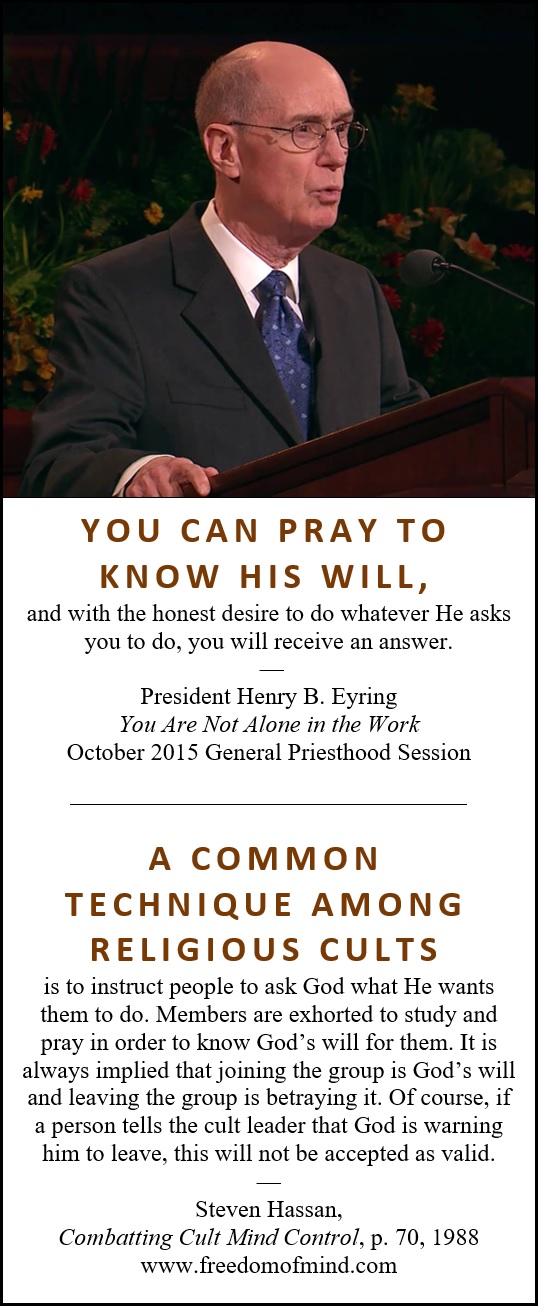 YOU CAN PRAY TO
KNOW HIS WILL,
and with the honest desire to do whatever He asks
you to do, you will receive an answer.
—
President Henry B. Eyring
You Are Not Alone in the Work
October 2015 General Priesthood Session
A COMMON
TECHNIQUE AMONG
RELIGIOUS CULTS
is to instruct people to ask God what He wants
them to do. Members are exhorted to study and
pray in order to know God's will for them. It is
always implied that joining the group is God's will
and leaving the group is betraying it. Of course, if
a person tells the cult leader that God is warning
him to leave, this will not be accepted as valid.
—
Steven Hassan,
Combatting Cult Mind Control, p. 70, 1988
www.freedomofmind.com